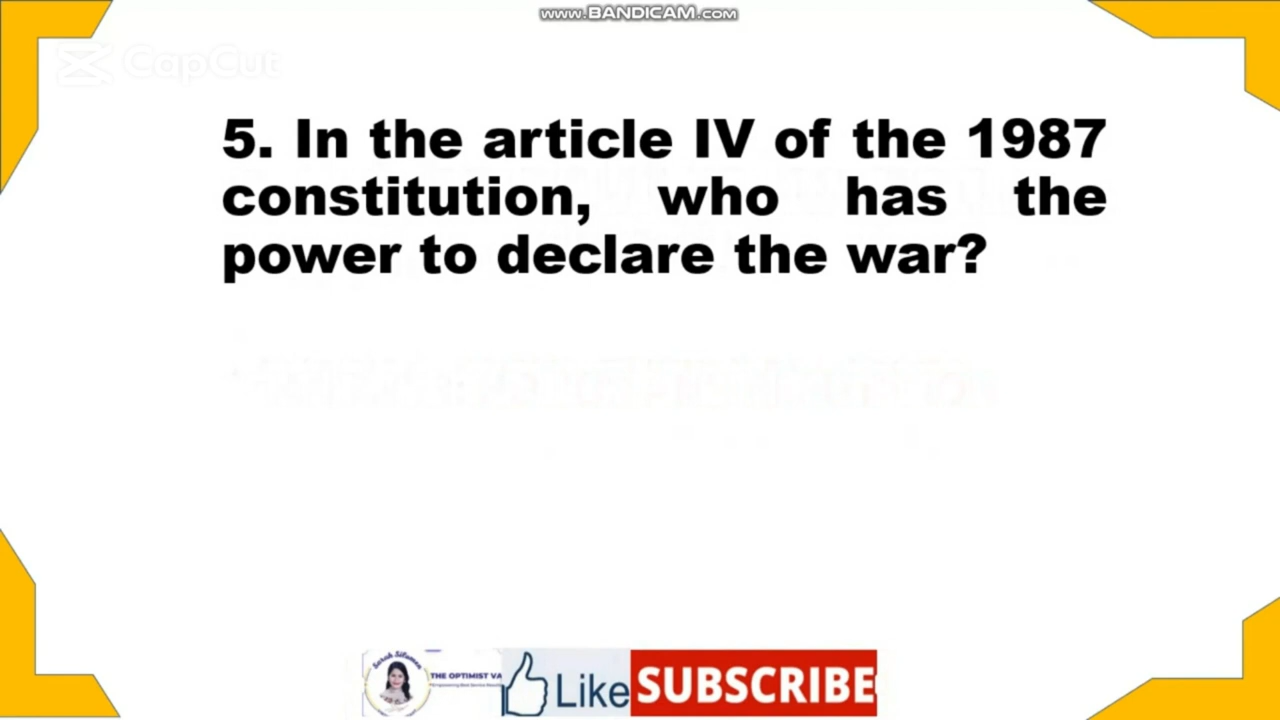 www.BANDICAM.com
CapCut
5. In the article IV of the 1987
constitution, who has the
power to declare the war?
THE OPTIMIST VA
Like
SUBSCRIBE